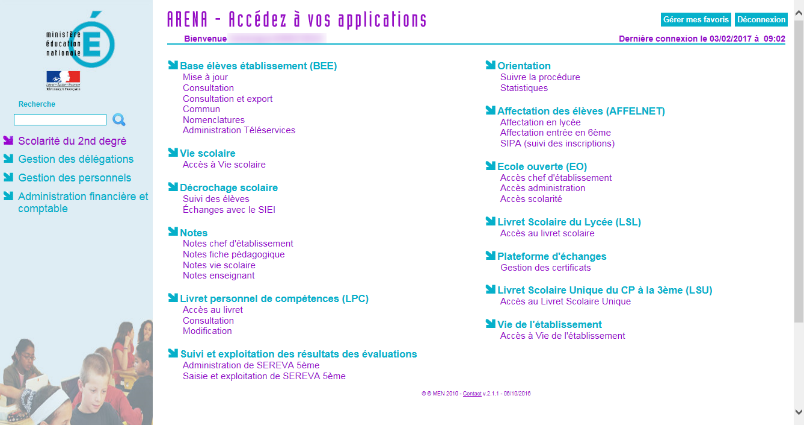 ministère
éducation
nationale
Recherche
Scolarité du 2nd degré
Gestion des délégations
Gestion des personnels
Administration financière et
comptable
ARENA - Accédez à vos applications
Gérer mes favoris
Déconnexion
Bienvenue
Dernière connexion le 03/02/2017 à 09:02
Base élèves établissement (BEE)
Mise à jour
Consultation
Consultation et export
Commun
Nomenclatures
Administration Téléservices
Vie scolaire
Accès à Vie scolaire
Décrochage scolaire
Suivi des élèves
Échanges avec le SIEI
Notes
Notes chef d'établissement
Notes fiche pédagogique
Notes vie scolaire
Notes enseignant
Livret personnel de compétences (LPC)
Accès au livret
Consultation
Modification
Suivi et exploitation des résultats des évaluations
Administration de SEREVA 5ème
Saisie et exploitation de SEREVA 5ème
Orientation
Suivre la procédure
Statistiques
Affectation des élèves (AFFELNET)
Affectation en lycée
Affectation entrée en 6ème
SIPA (suivi des inscriptions)
Ecole ouverte (EO)
Accès chef d'établissement
Accès administration
Accès scolarité
Livret Scolaire du Lycée (LSL)
Accès au livret scolaire
Plateforme d'échanges
Gestion des certificats
Livret Scolaire Unique du CP à la 3ème (LSU)
Accès au Livret Scolaire Unique
Vie de l'établissement
Accès à Vie de l'établissement
MEN 2010 - Contact v.2.1.1 - 06/10/2016